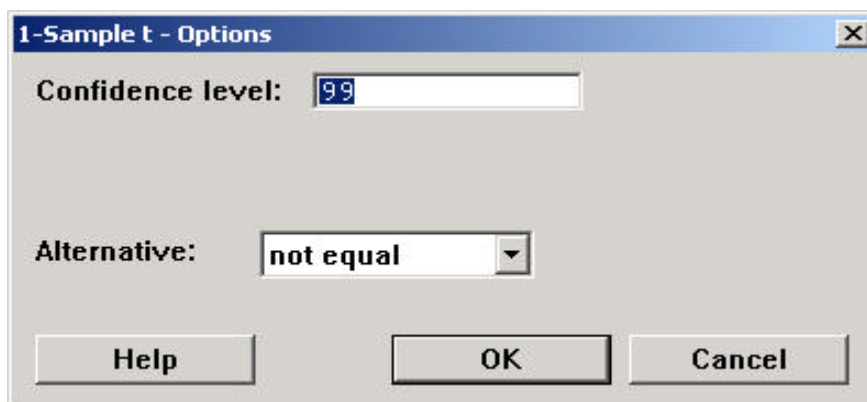 1-Sample t - Options
Confidence level: 99
Alternative: not equal
Help OK Cancel